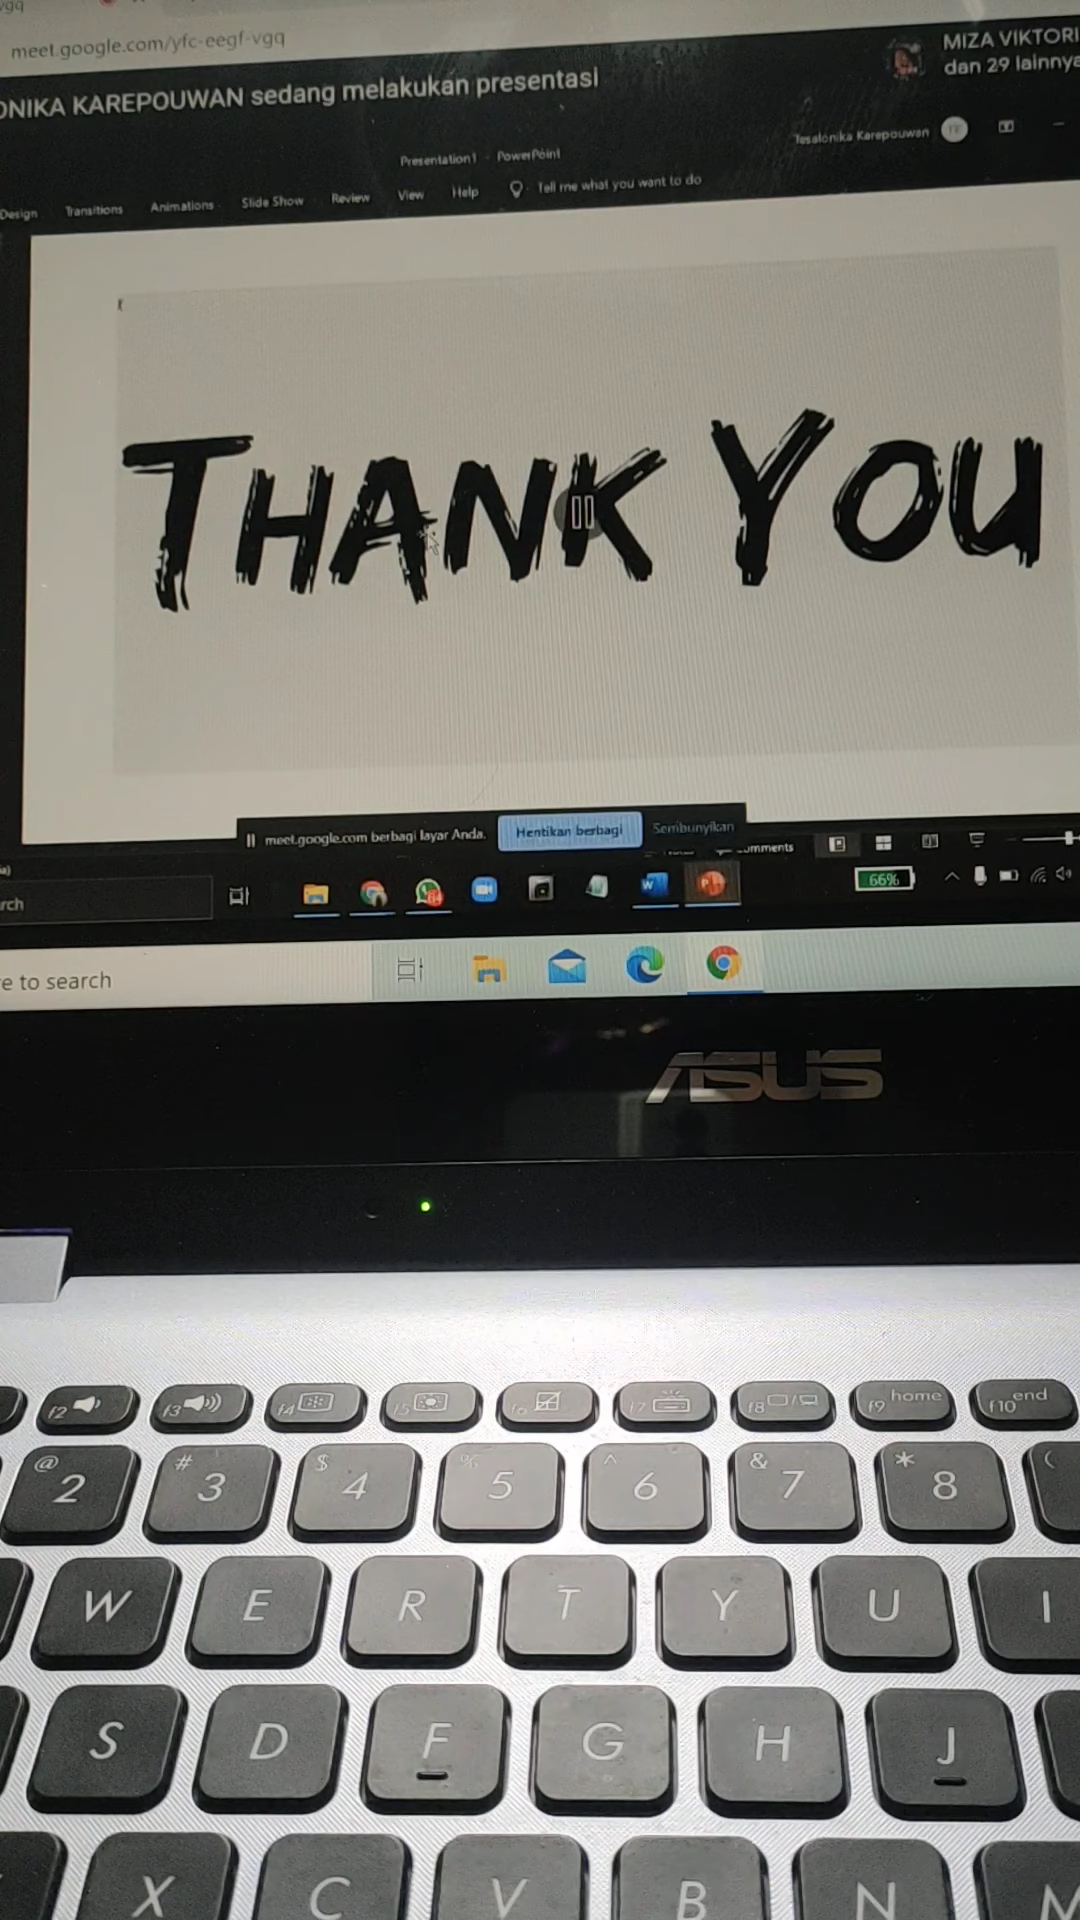 vgq
meet.google.com/yfc-eegf-vgq
ONIKA KAREPOUWAN sedang melakukan presentasi
MIZA VIKTORI
dan 29 lainnya
Tesalonika Karepouwan
Presentation1 - PowerPoint
Design Transitions Animations Slide Show Review View Help Tell me what you want to do
THANK YOU
meet.google.com berbagi layar Anda. Hentikan berbagi Sembunyikan
omments
rch
64
66%
e to search
ASUS
f2 f3 f4 f5 f6 f7 f8 f9 home f10 end
@ 2 # 3 $ 4 % 5 ^ 6 & 7 * 8 (
W E R T Y U I
S D F G H J
X C V B N M